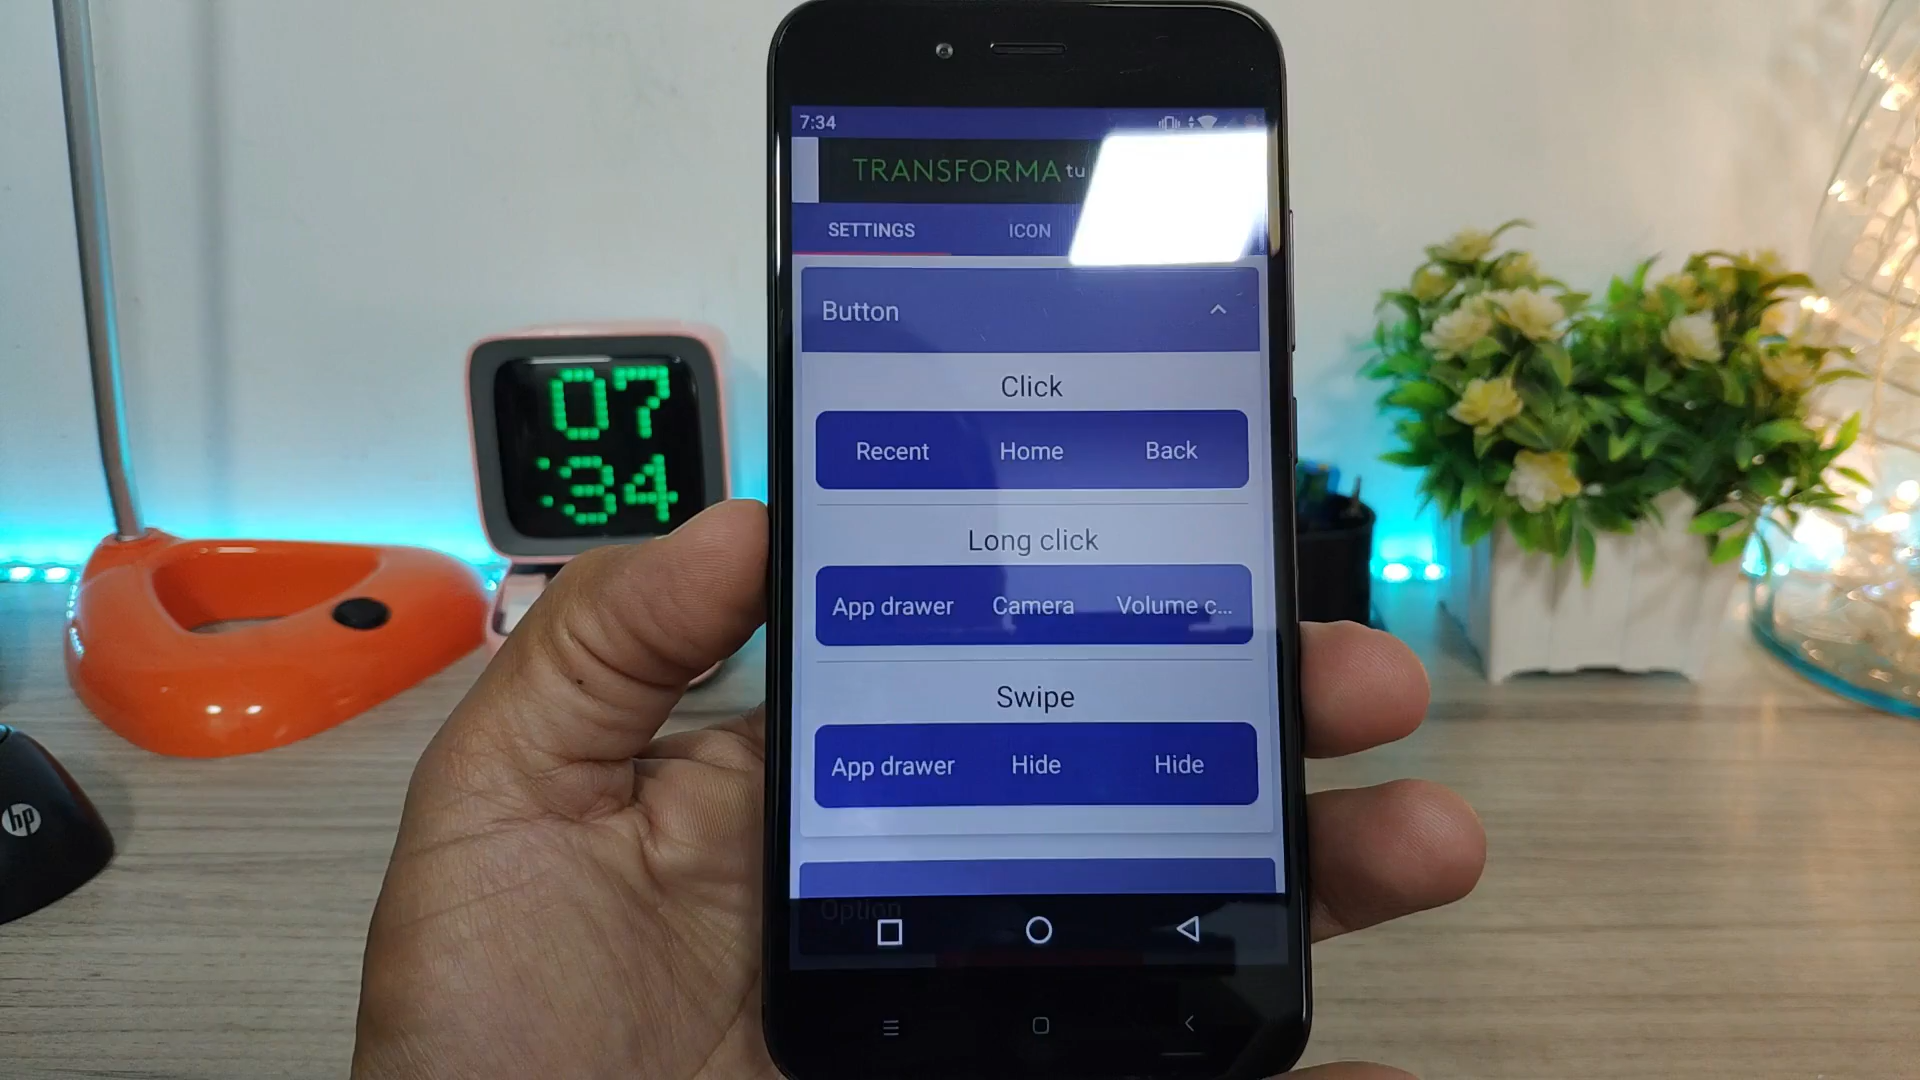 7:34
TRANSFORMA tu
SETTINGS ICON
Button
Click
Recent Home Back
Long click
App drawer Camera Volume c...
Swipe
App drawer Hide Hide
Option
07
:34
hp